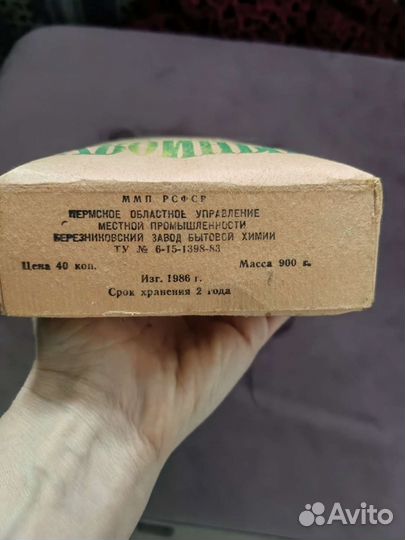 ММП РСФСР
ПЕРМСКОЕ ОБЛАСТНОЕ УПРАВЛЕНИЕ
МЕСТНОЙ ПРОМЫШЛЕННОСТИ
БЕРЕЗНИКОВСКИЙ ЗАВОД БЫТОВОЙ ХИМИИ
ТУ № 6-15-1398-83
Цена 40 коп. Масса 900 г.
Изг. 1986 г.
Срок хранения 2 года
Avito